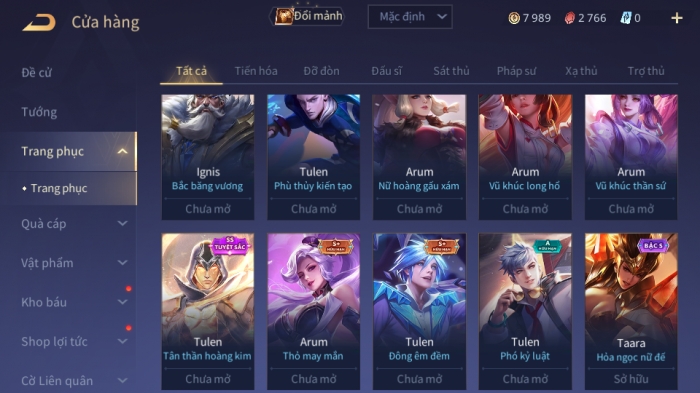 Cửa hàng
Đổi mảnh
Mặc định
7 989
2 766
0
Đề cử
Tướng
Trang phục
Trang phục
Quà cáp
Vật phẩm
Kho báu
Shop lợi tức
Cờ Liên quân
Tất cả Tiến hóa Đỡ đòn Đấu sĩ Sát thủ Pháp sư Xạ thủ Trợ thủ
Ignis
Bắc băng vương
Chưa mở
Tulen
Phù thủy kiến tạo
Chưa mở
Arum
Nữ hoàng gấu xám
Chưa mở
Arum
Vũ khúc long hổ
Chưa mở
Arum
Vũ khúc thần sứ
Chưa mở
SS
TUYỆT SẮC
Tulen
Tân thần hoàng kim
Chưa mở
S+
HỮU HẠN
Arum
Thỏ may mắn
Chưa mở
S+
HỮU HẠN
Tulen
Đông êm đềm
Chưa mở
A
HỮU HẠN
Tulen
Phó kỷ luật
Chưa mở
BẬC S
Taara
Hỏa ngọc nữ đế
Sở hữu